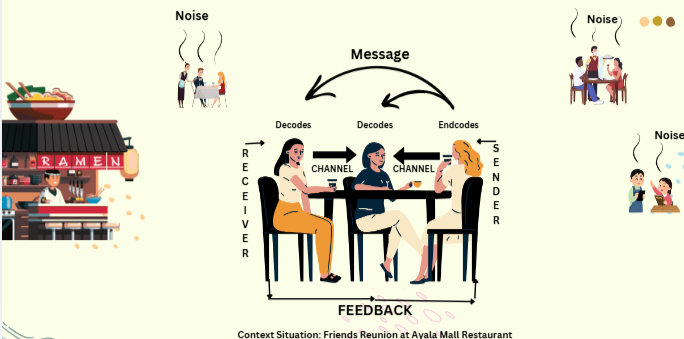 Noise
Noise
Message
Decodes
Decodes
Endcodes
Noise
RAMEN
RECEIVER
CHANNEL
CHANNEL
SENDER
FEEDBACK
Context Situation: Friends Reunion at Ayala Mall Restaurant